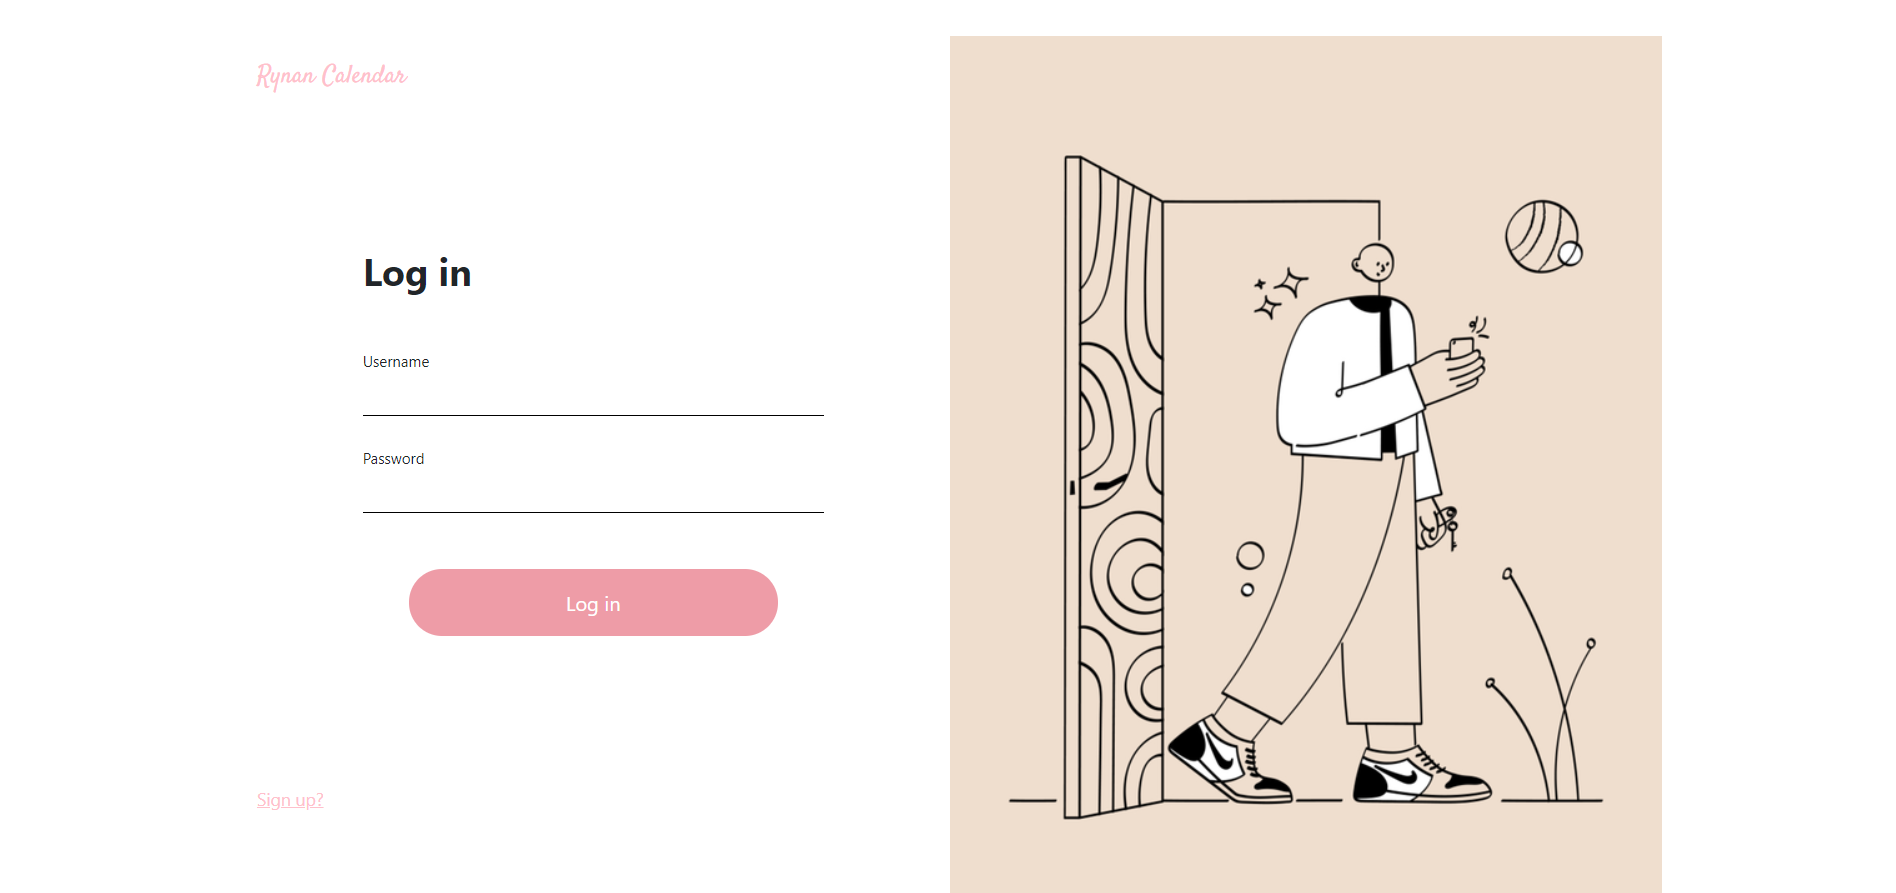 Rynan Calendar
Log in
Username
Password
Log in
Sign up?